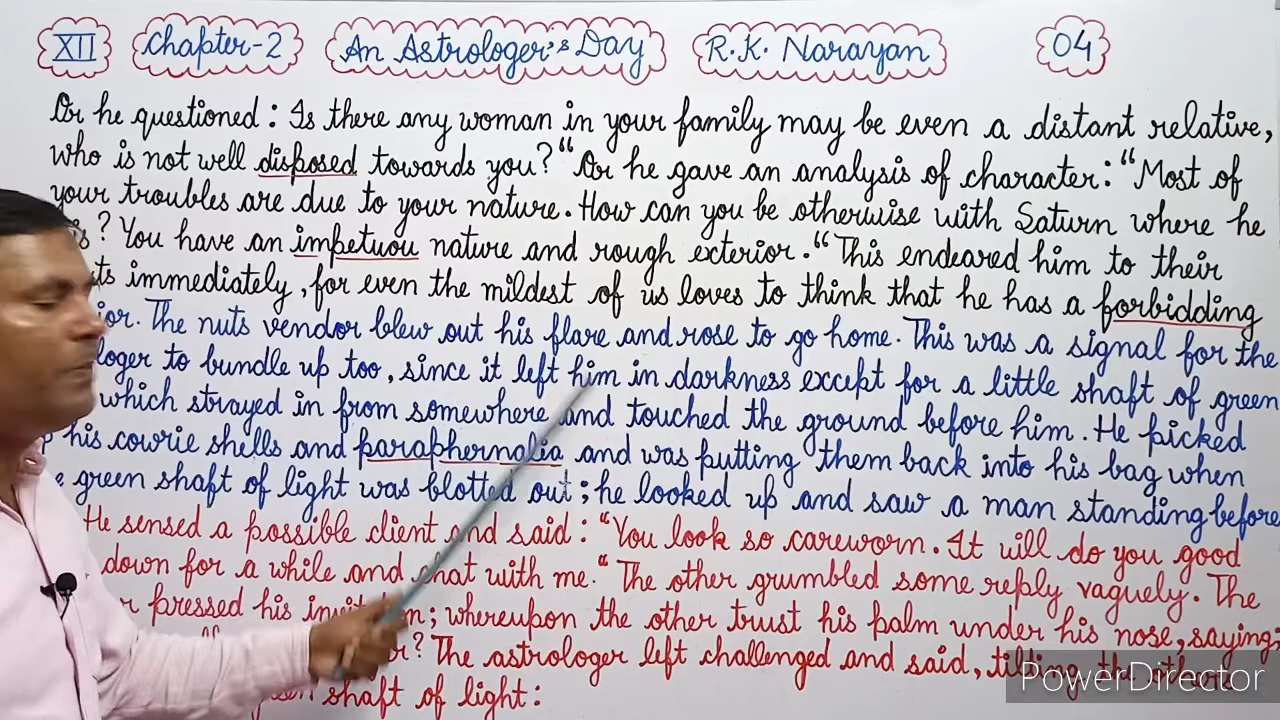 XII Chapter-2 An Astrologer's Day R.K. Narayan 04
Or he questioned: Is there any woman in your family may be even a distant relative,
who is not well disposed towards you?" Or he gave an analysis of character: "Most of
your troubles are due to your nature. How can you be otherwise with Saturn where he
? You have an impetuou nature and rough exterior." This endeared him to their
immediately, for even the mildest of us loves to think that he has a forbidding
ior. The nuts vendor blew out his flare and rose to go home. This was a signal for the
loger to bundle up too, since it left him in darkness except for a little shaft of green
which strayed in from somewhere and touched the ground before him. He picked
his cowrie shells and paraphernalia and was putting them back into his bag when
green shaft of light was blotted out; he looked up and saw a man standing before
He sensed a possible client and said: "You look so careworn. It will do you good
down for a while and chat with me." The other grumbled some reply vaguely. The
r pressed his ; whereupon the other trust his palm under his nose, saying:
? The astrologer left challenged and said, tilting the others
shaft of light:
PowerDirector